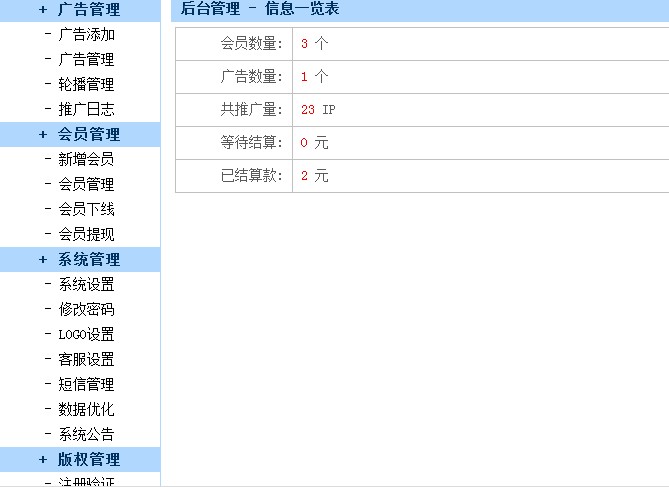 + 广告管理
- 广告添加
- 广告管理
- 轮播管理
- 推广日志
+ 会员管理
- 新增会员
- 会员管理
- 会员下线
- 会员提现
+ 系统管理
- 系统设置
- 修改密码
- LOGO设置
- 客服设置
- 短信管理
- 数据优化
- 系统公告
+ 版权管理
- 注册验证
后台管理 - 信息一览表
会员数量: 3 个
广告数量: 1 个
共推广量: 23 IP
等待结算: 0 元
已结算款: 2 元